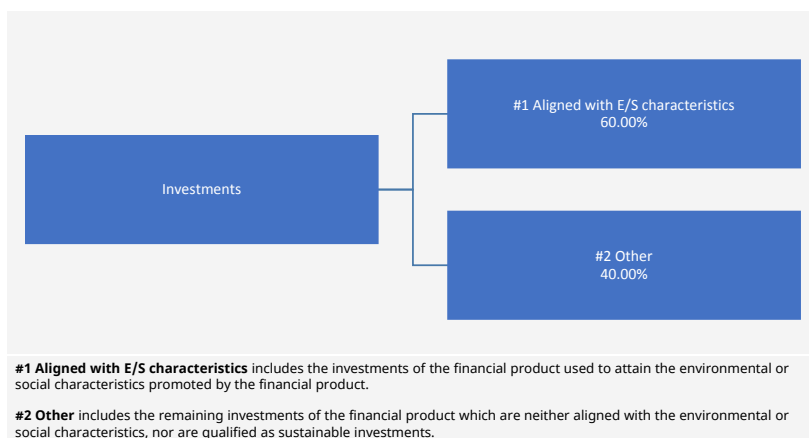 #1 Aligned with E/S characteristics
60.00%
Investments
#2 Other
40.00%
#1 Aligned with E/S characteristics includes the investments of the financial product used to attain the environmental or
social characteristics promoted by the financial product.
#2 Other includes the remaining investments of the financial product which are neither aligned with the environmental or
social characteristics, nor are qualified as sustainable investments.